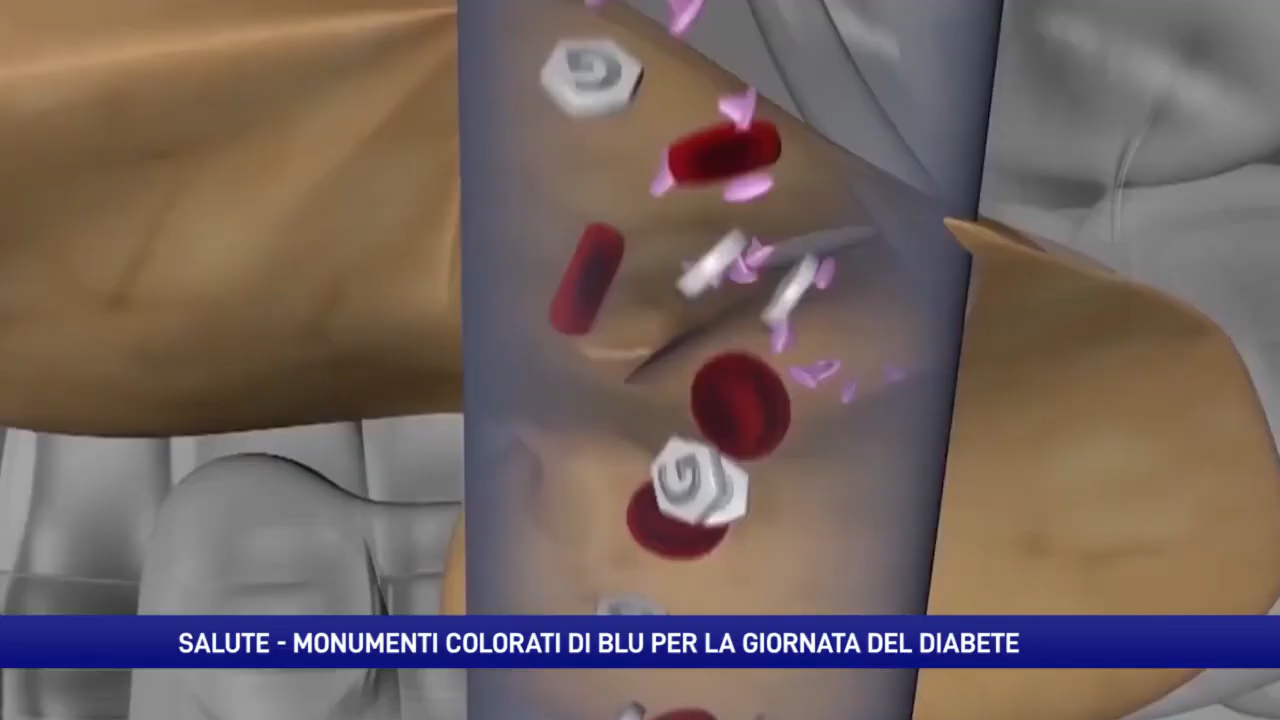 SALUTE - MONUMENTI COLORATI DI BLU PER LA GIORNATA DEL DIABETE